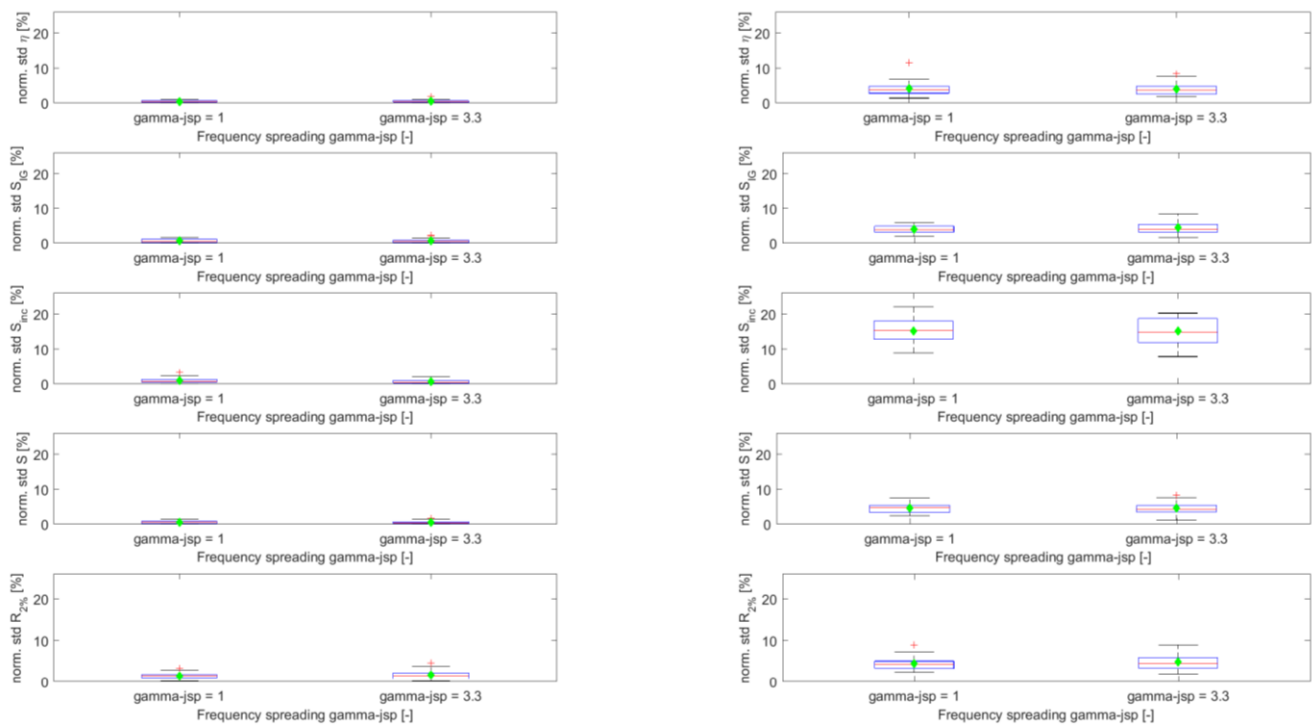 norm. std η [%]
20
10
0
gamma-jsp = 1
gamma-jsp = 3.3
Frequency spreading gamma-jsp [-]
norm. std S_IG [%]
20
10
0
gamma-jsp = 1
gamma-jsp = 3.3
Frequency spreading gamma-jsp [-]
norm. std S_inc [%]
20
10
0
gamma-jsp = 1
gamma-jsp = 3.3
Frequency spreading gamma-jsp [-]
norm. std S [%]
20
10
0
gamma-jsp = 1
gamma-jsp = 3.3
Frequency spreading gamma-jsp [-]
norm. std R_2% [%]
20
10
0
gamma-jsp = 1
gamma-jsp = 3.3
Frequency spreading gamma-jsp [-]
norm. std η [%]
20
10
0
gamma-jsp = 1
gamma-jsp = 3.3
Frequency spreading gamma-jsp [-]
norm. std S_IG [%]
20
10
0
gamma-jsp = 1
gamma-jsp = 3.3
Frequency spreading gamma-jsp [-]
norm. std S_inc [%]
20
10
0
gamma-jsp = 1
gamma-jsp = 3.3
Frequency spreading gamma-jsp [-]
norm. std S [%]
20
10
0
gamma-jsp = 1
gamma-jsp = 3.3
Frequency spreading gamma-jsp [-]
norm. std R_2% [%]
20
10
0
gamma-jsp = 1
gamma-jsp = 3.3
Frequency spreading gamma-jsp [-]